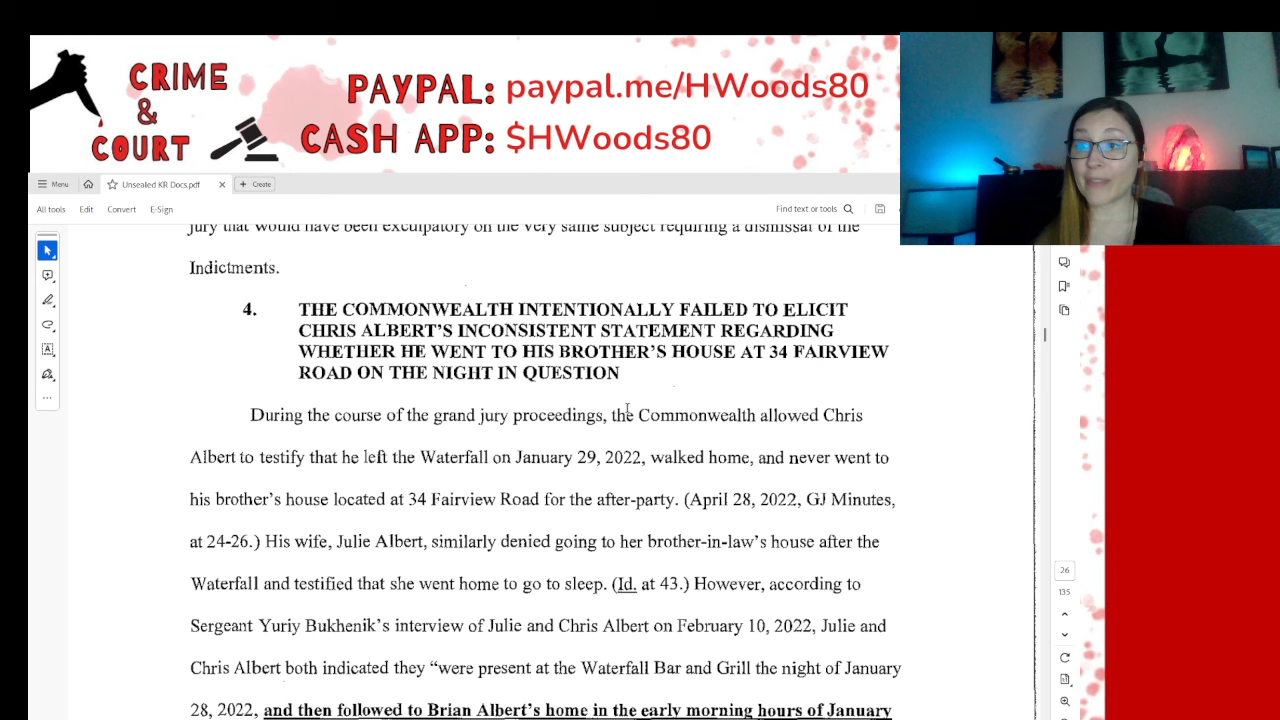 CRIME
&
COURT
PAYPAL: paypal.me/HWoods80
CASH APP: $HWoods80
Menu
Unsealed KR Docs.pdf
Create
All tools
Edit
Convert
E-Sign
Find text or tools
jury that would have been exculpatory on the very same subject requiring a dismissal of the
Indictments.
4. THE COMMONWEALTH INTENTIONALLY FAILED TO ELICIT
CHRIS ALBERT'S INCONSISTENT STATEMENT REGARDING
WHETHER HE WENT TO HIS BROTHER'S HOUSE AT 34 FAIRVIEW
ROAD ON THE NIGHT IN QUESTION
During the course of the grand jury proceedings, the Commonwealth allowed Chris
Albert to testify that he left the Waterfall on January 29, 2022, walked home, and never went to
his brother's house located at 34 Fairview Road for the after-party. (April 28, 2022, GJ Minutes,
at 24-26.) His wife, Julie Albert, similarly denied going to her brother-in-law's house after the
Waterfall and testified that she went home to go to sleep. (Id. at 43.) However, according to
Sergeant Yuriy Bukhenik's interview of Julie and Chris Albert on February 10, 2022, Julie and
Chris Albert both indicated they "were present at the Waterfall Bar and Grill the night of January
28, 2022, and then followed to Brian Albert's home in the early morning hours of January
26
135